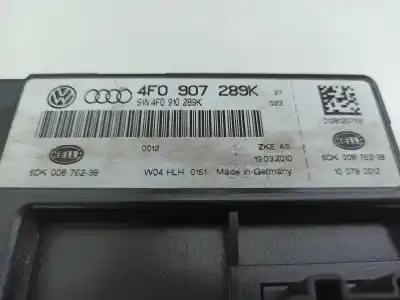 4F0 907 289K 27
SW.4F0 910 289K 022
0012 ZKE AS
19.03.2010
HELLA HELLA
5DK 008 762-38 W04 HLH 0151 Made in Germany 5DK 008 762-38
10 079 0012